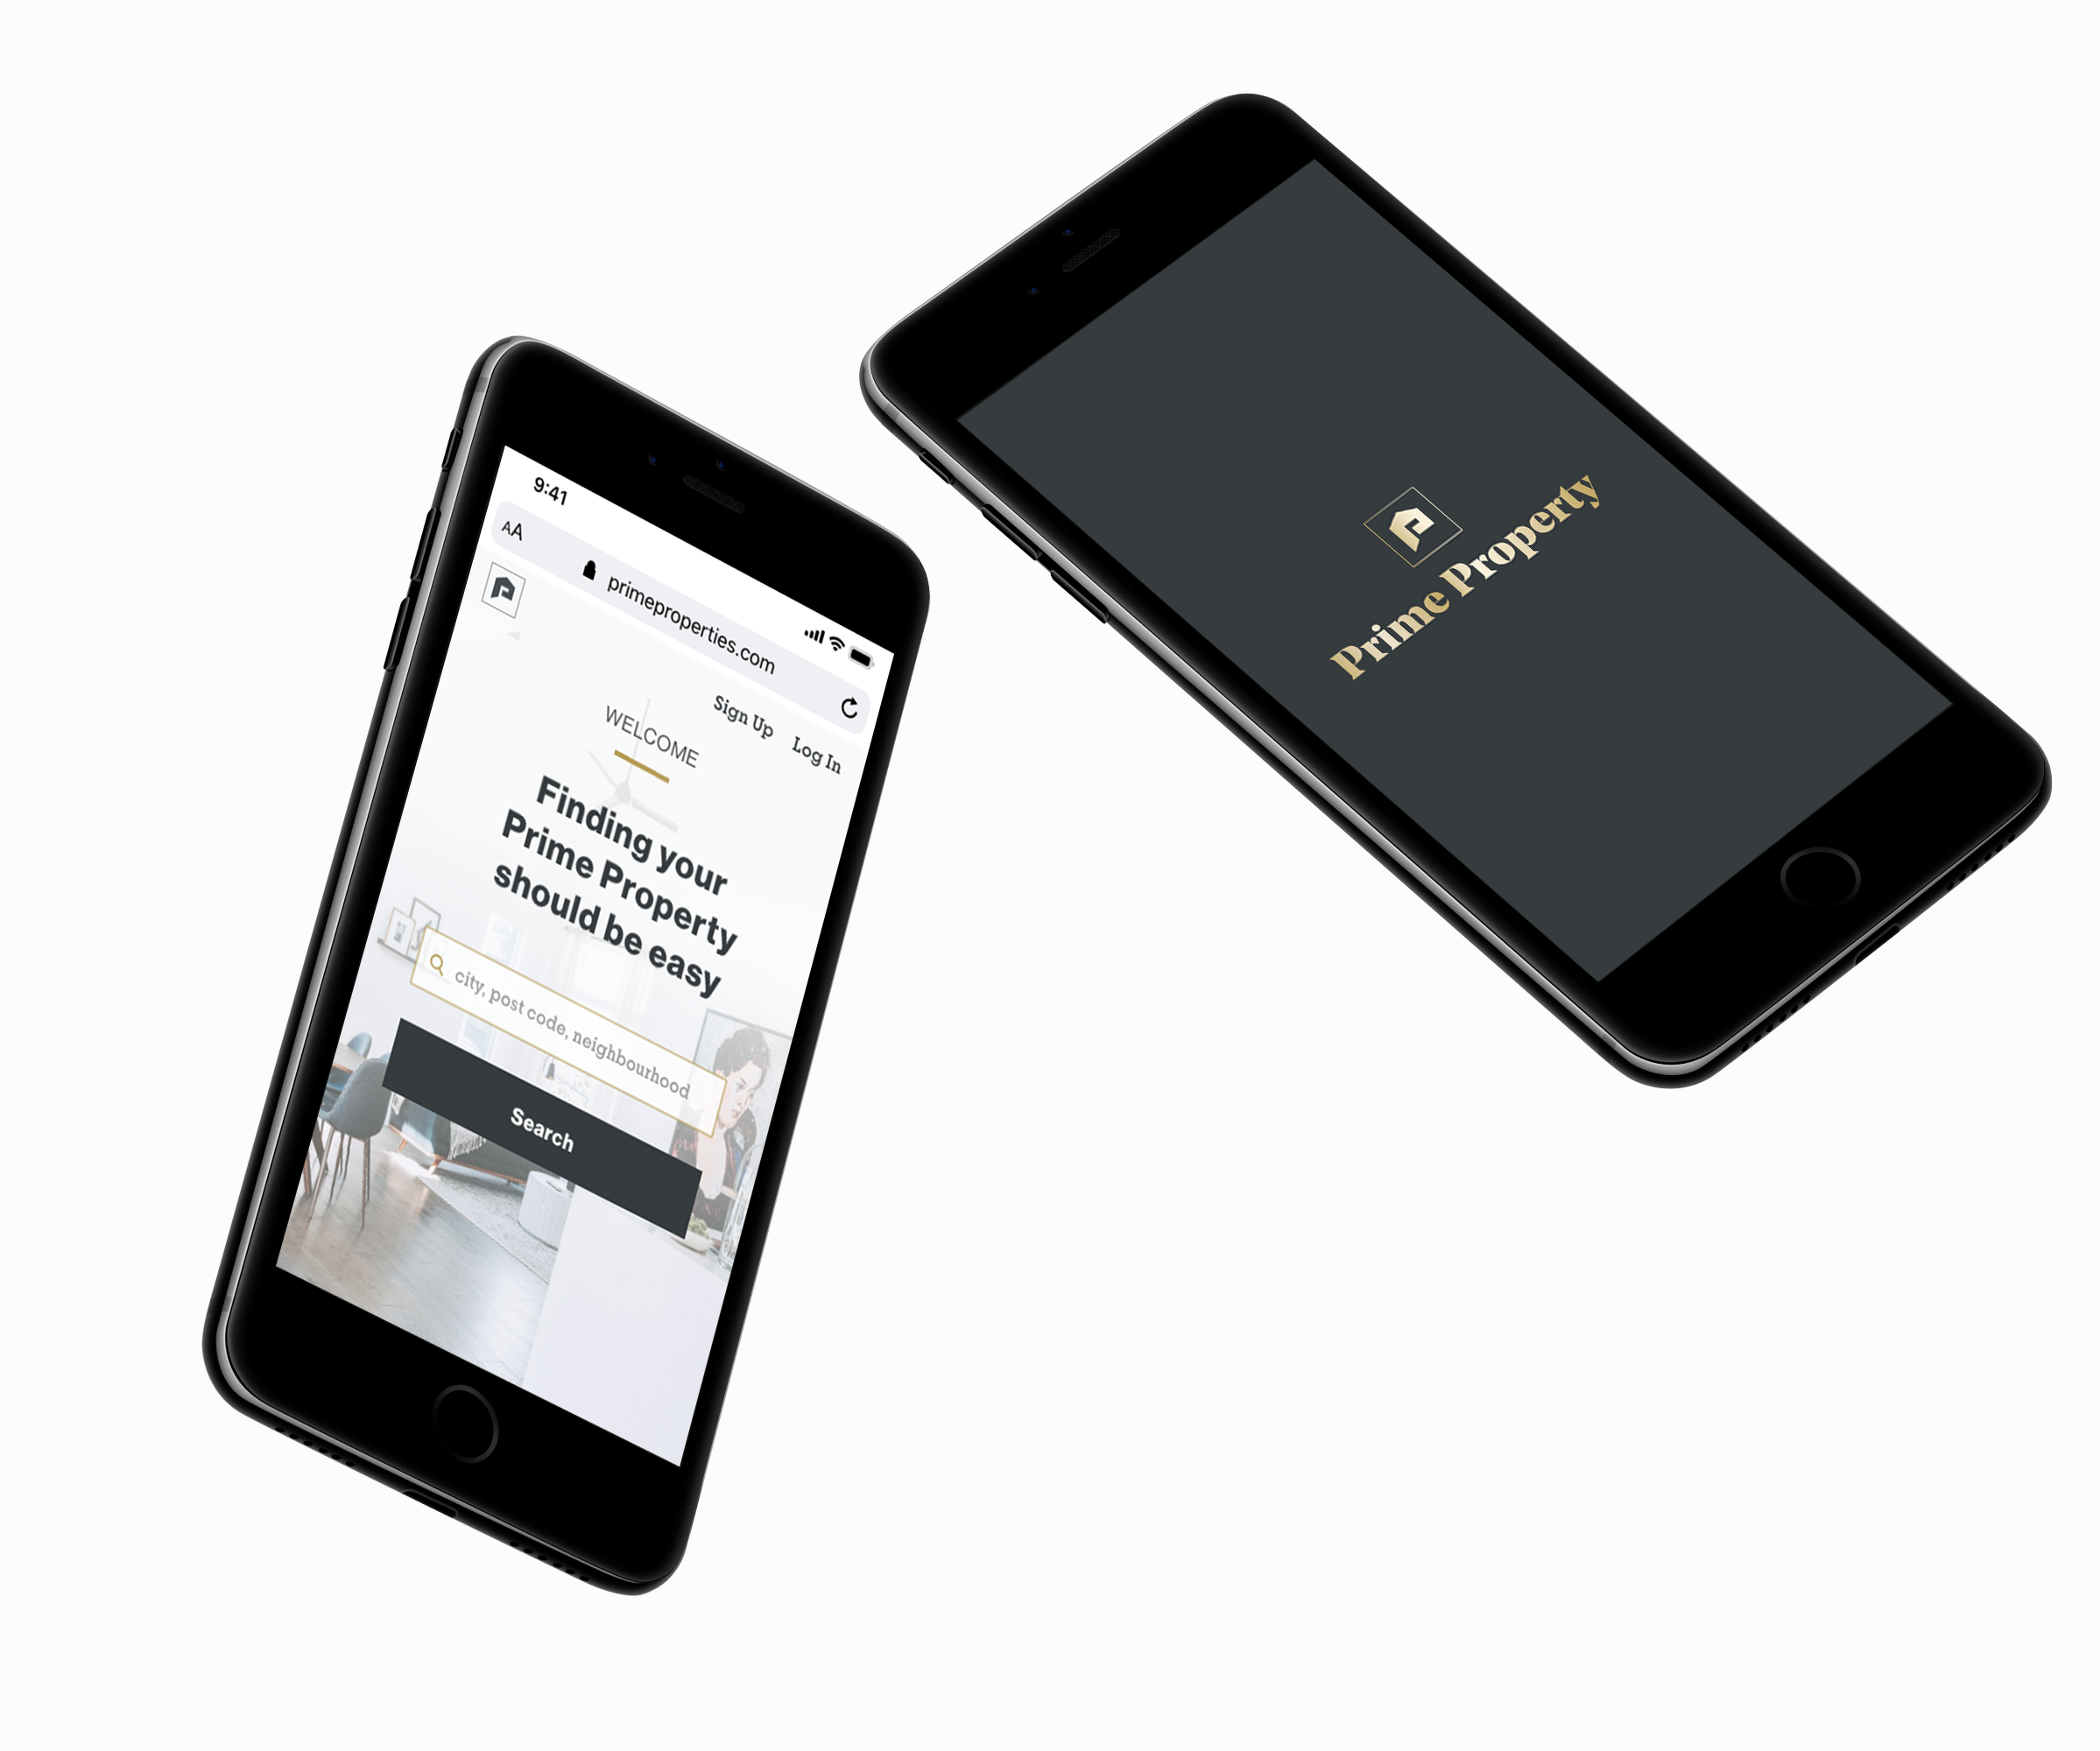 9:41
AA
primeproperties.com
Sign Up Log In
WELCOME
Finding your
Prime Property
should be easy
city, post code, neighbourhood
Search
Prime Property